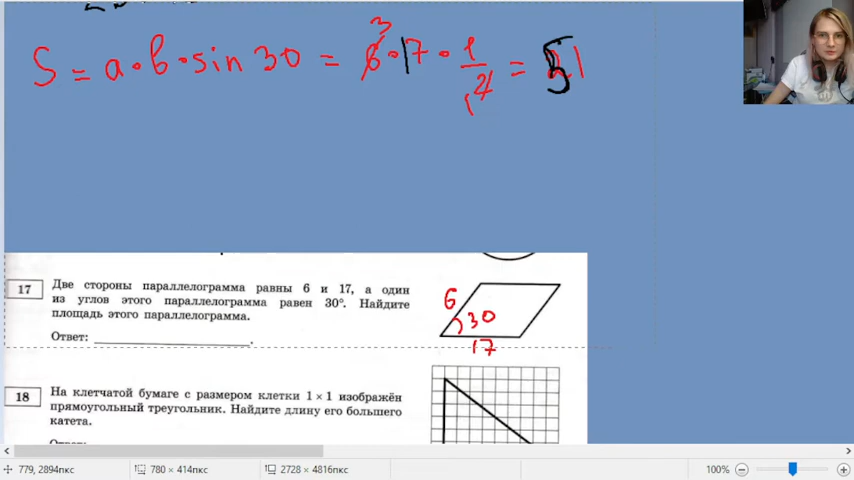 S = a · b · sin 30 = 6 3 · 17 · 1/2 1 = 51
17 Две стороны параллелограмма равны 6 и 17, а один
из углов этого параллелограмма равен 30°. Найдите
площадь этого параллелограмма.
Ответ: ____________________.
6
30
17
18 На клетчатой бумаге с размером клетки 1 × 1 изображён
прямоугольный треугольник. Найдите длину его большего
катета.
779, 2894пкс 780 × 414пкс 2728 × 4816пкс 100%